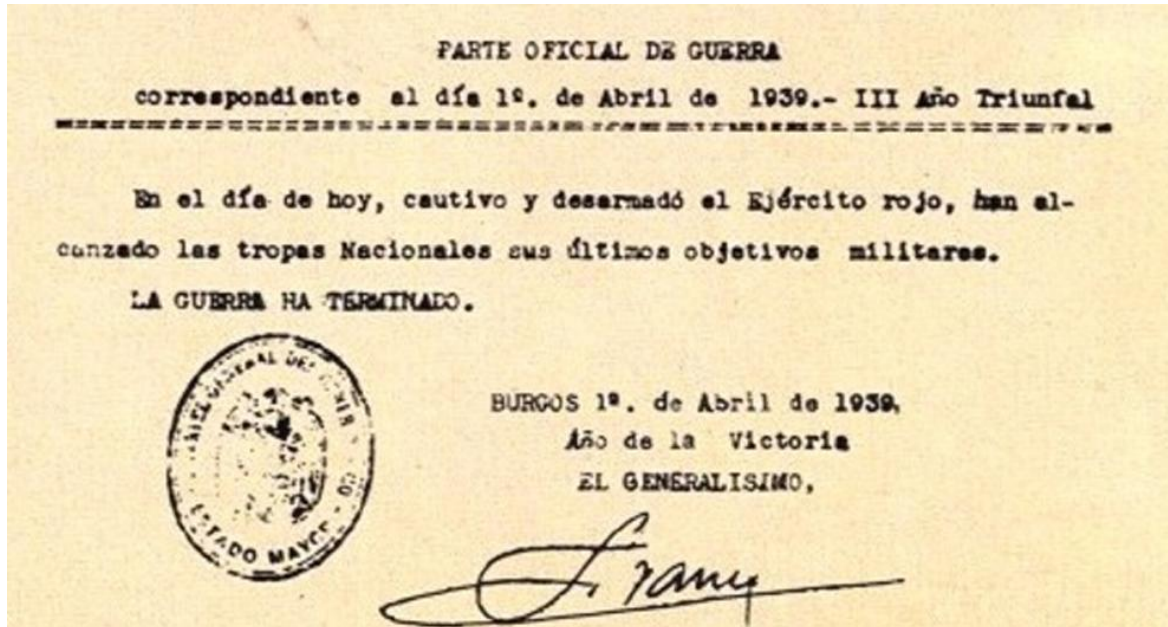 PARTE OFICIAL DE GUERRA
correspondiente al día 1º. de Abril de 1939.- III Año Triunfal
En el día de hoy, cautivo y desarmadó el Ejército rojo, han al-
canzado las tropas Nacionales sus últimos objetivos militares.
LA GUERRA HA TERMINADO.
ESTADO MAYOR
BURGOS 1º. de Abril de 1939,
Año de la Victoria
EL GENERALISIMO,